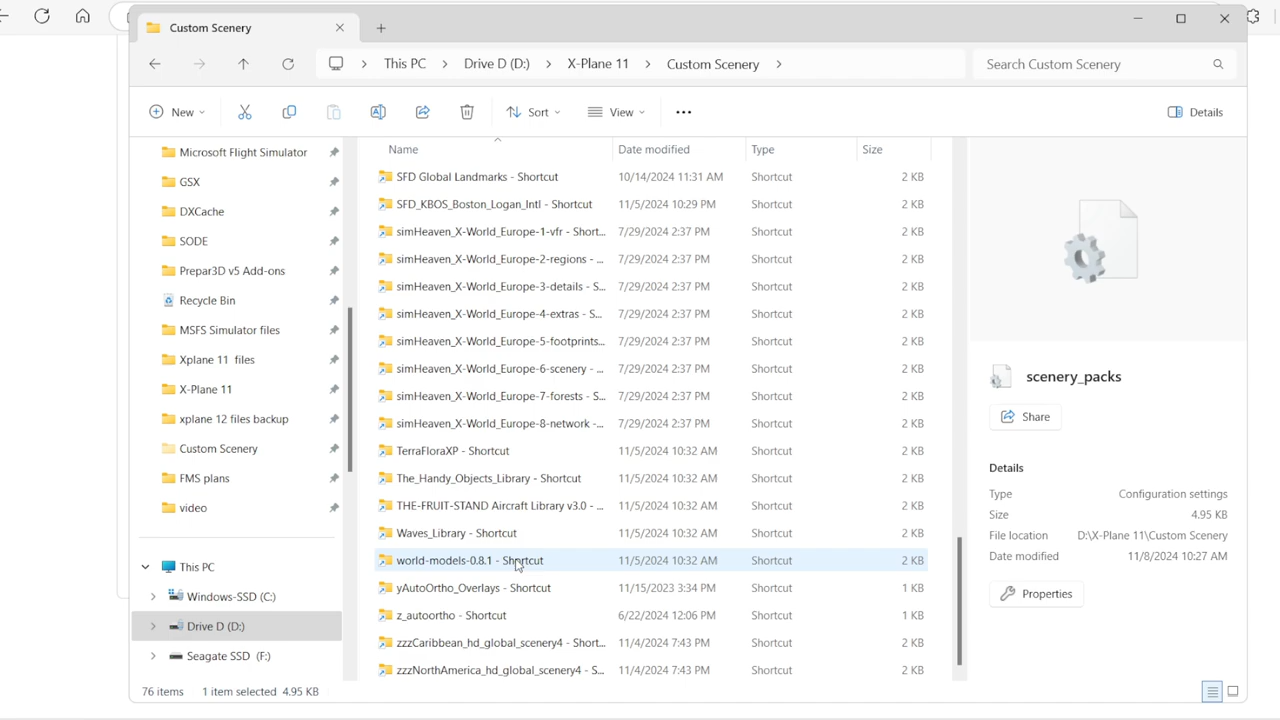 Custom Scenery
This PC
Drive D (D:)
X-Plane 11
Custom Scenery
Search Custom Scenery
New
Sort
View
Details
Microsoft Flight Simulator
GSX
DXCache
SODE
Prepar3D v5 Add-ons
Recycle Bin
MSFS Simulator files
Xplane 11 files
X-Plane 11
xplane 12 files backup
Custom Scenery
FMS plans
video
This PC
Windows-SSD (C:)
Drive D (D:)
Seagate SSD (F:)
Name Date modified Type Size
SFD Global Landmarks - Shortcut 10/14/2024 11:31 AM Shortcut 2 KB
SFD_KBOS_Boston_Logan_Intl - Shortcut 11/5/2024 10:29 PM Shortcut 2 KB
simHeaven_X-World_Europe-1-vfr - Short... 7/29/2024 2:37 PM Shortcut 2 KB
simHeaven_X-World_Europe-2-regions - ... 7/29/2024 2:37 PM Shortcut 2 KB
simHeaven_X-World_Europe-3-details - S... 7/29/2024 2:37 PM Shortcut 2 KB
simHeaven_X-World_Europe-4-extras - S... 7/29/2024 2:37 PM Shortcut 2 KB
simHeaven_X-World_Europe-5-footprints... 7/29/2024 2:37 PM Shortcut 2 KB
simHeaven_X-World_Europe-6-scenery - ... 7/29/2024 2:37 PM Shortcut 2 KB
simHeaven_X-World_Europe-7-forests - S... 7/29/2024 2:37 PM Shortcut 2 KB
simHeaven_X-World_Europe-8-network -... 7/29/2024 2:37 PM Shortcut 2 KB
TerraFloraXP - Shortcut 11/5/2024 10:32 AM Shortcut 2 KB
The_Handy_Objects_Library - Shortcut 11/5/2024 10:32 AM Shortcut 2 KB
THE-FRUIT-STAND Aircraft Library v3.0 - ... 11/5/2024 10:32 AM Shortcut 2 KB
Waves_Library - Shortcut 11/5/2024 10:32 AM Shortcut 2 KB
world-models-0.8.1 - Shortcut 11/5/2024 10:32 AM Shortcut 2 KB
yAutoOrtho_Overlays - Shortcut 11/15/2023 3:34 PM Shortcut 1 KB
z_autoortho - Shortcut 6/22/2024 12:06 PM Shortcut 1 KB
zzzCaribbean_hd_global_scenery4 - Short... 11/4/2024 7:43 PM Shortcut 2 KB
zzzNorthAmerica_hd_global_scenery4 - S... 11/4/2024 7:43 PM Shortcut 2 KB
scenery_packs
Share
Details
Type Configuration settings
Size 4.95 KB
File location D:\X-Plane 11\Custom Scenery
Date modified 11/8/2024 10:27 AM
Properties
76 items 1 item selected 4.95 KB